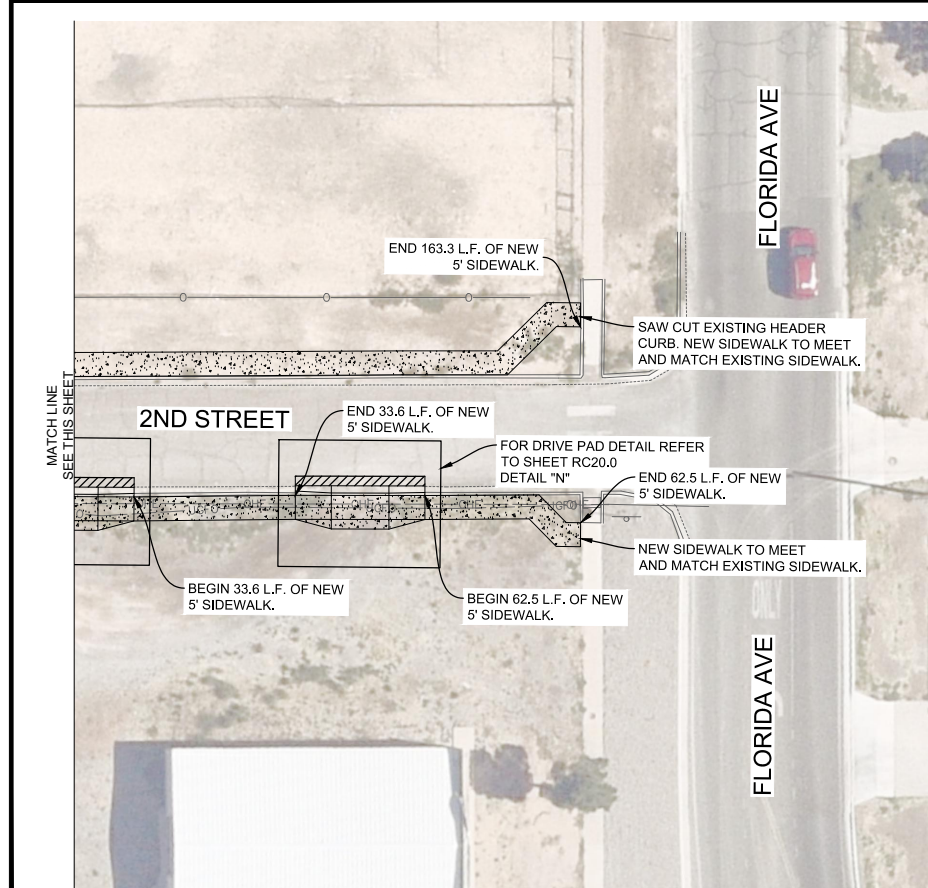 FLORIDA AVE
END 163.3 L.F. OF NEW
5' SIDEWALK.
SAW CUT EXISTING HEADER
CURB. NEW SIDEWALK TO MEET
AND MATCH EXISTING SIDEWALK.
MATCH LINE
SEE THIS SHEET
2ND STREET
END 33.6 L.F. OF NEW
5' SIDEWALK.
FOR DRIVE PAD DETAIL REFER
TO SHEET RC20.0
DETAIL "N"
END 62.5 L.F. OF NEW
5' SIDEWALK.
NEW SIDEWALK TO MEET
AND MATCH EXISTING SIDEWALK.
BEGIN 33.6 L.F. OF NEW
5' SIDEWALK.
BEGIN 62.5 L.F. OF NEW
5' SIDEWALK.
ONLY
FLORIDA AVE